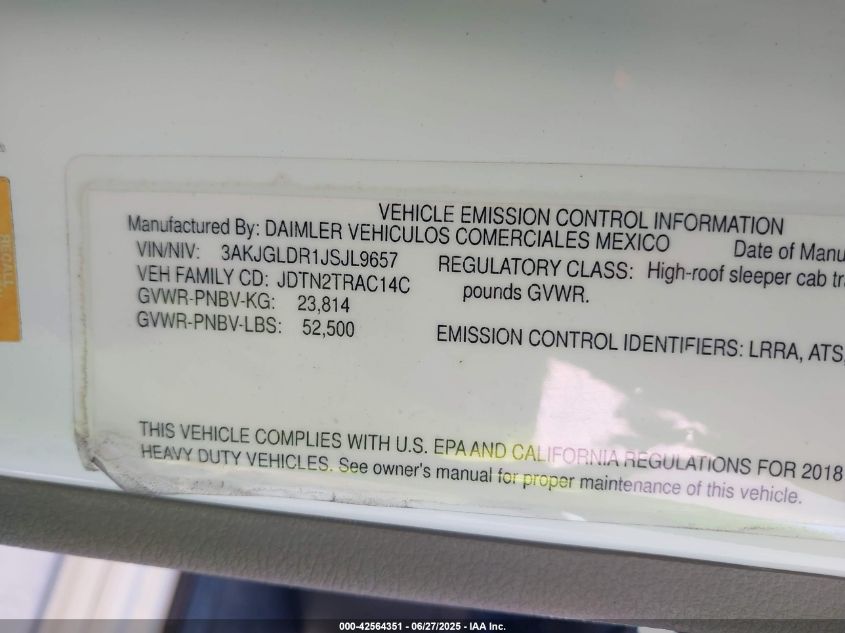 VEHICLE EMISSION CONTROL INFORMATION
Manufactured By: DAIMLER VEHICULOS COMERCIALES MEXICO
Date of Manu
VIN/NIV: 3AKJGLDR1JSJL9657
REGULATORY CLASS: High-roof sleeper cab tra
VEH FAMILY CD: JDTN2TRAC14C
pounds GVWR.
GVWR-PNBV-KG: 23,814
GVWR-PNBV-LBS: 52,500
EMISSION CONTROL IDENTIFIERS: LRRA, ATS,
THIS VEHICLE COMPLIES WITH U.S. EPA AND CALIFORNIA REGULATIONS FOR 2018
HEAVY DUTY VEHICLES. See owner's manual for proper maintenance of this vehicle.
RECALL
000-42564351 - 06/27/2025 - IAA Inc.